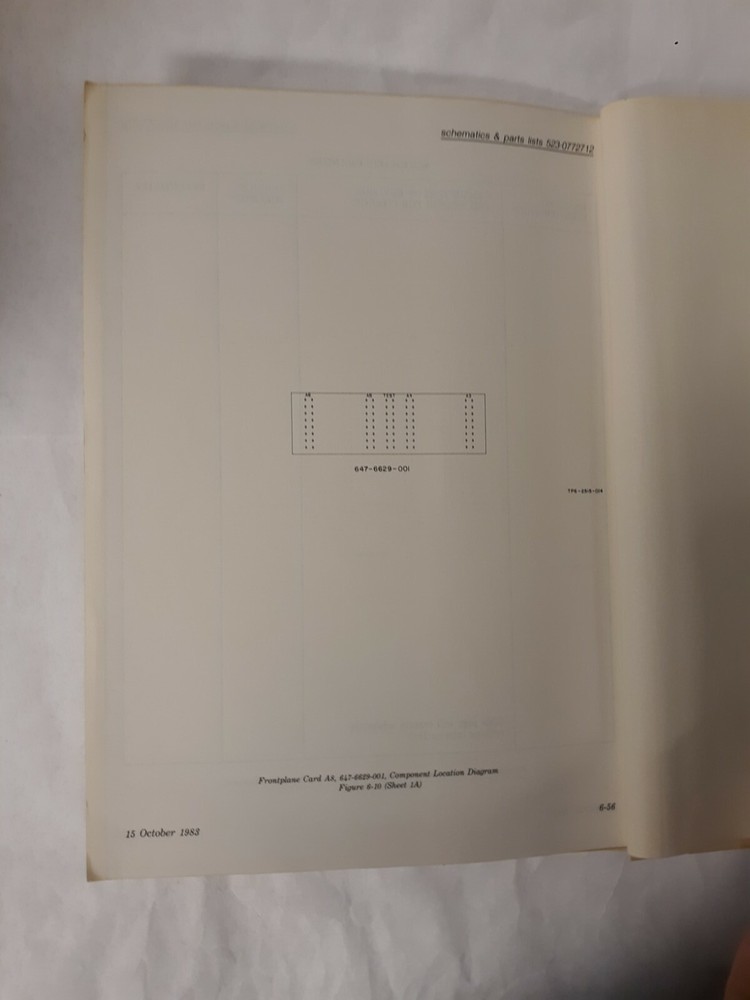 schematics & parts lists 523-0772712
TEST
647-6629-001
Frontplane Card A8, 647-6629-001, Component Location Diagram
Figure 6-10 (Sheet 1A)
6-56
15 October 1983